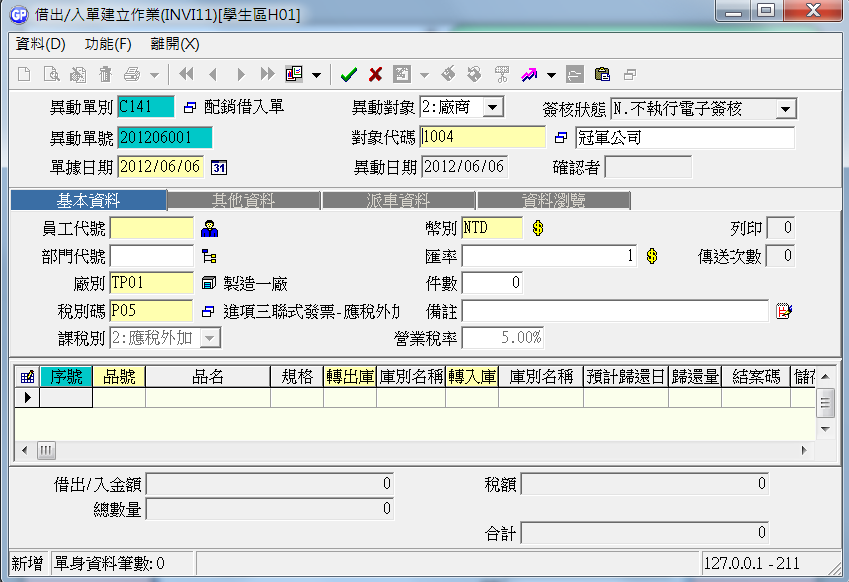 GP 借出/入單建立作業(INVI11)[學生區H01]
資料(D) 功能(F) 離開(X)
異動單別 C141 配銷借入單 異動對象 2:廠商 簽核狀態 N.不執行電子簽核
異動單號 201206001 對象代碼 1004 冠軍公司
單據日期 2012/06/06 31 異動日期 2012/06/06 確認者
基本資料 其他資料 派車資料 資料瀏覽
員工代號 幣別 NTD 列印 0
部門代號 匯率 1 傳送次數 0
廠別 TP01 製造一廠 件數 0
稅別碼 P05 進項三聯式發票-應稅外加 備註
課稅別 2:應稅外加 營業稅率 5.00%
序號 品號 品名 規格 轉出庫 庫別名稱 轉入庫 庫別名稱 預計歸還日 歸還量 結案碼
借出/入金額 0 稅額 0
總數量 0
合計 0
新增 單身資料筆數: 0 127.0.0.1 - 211